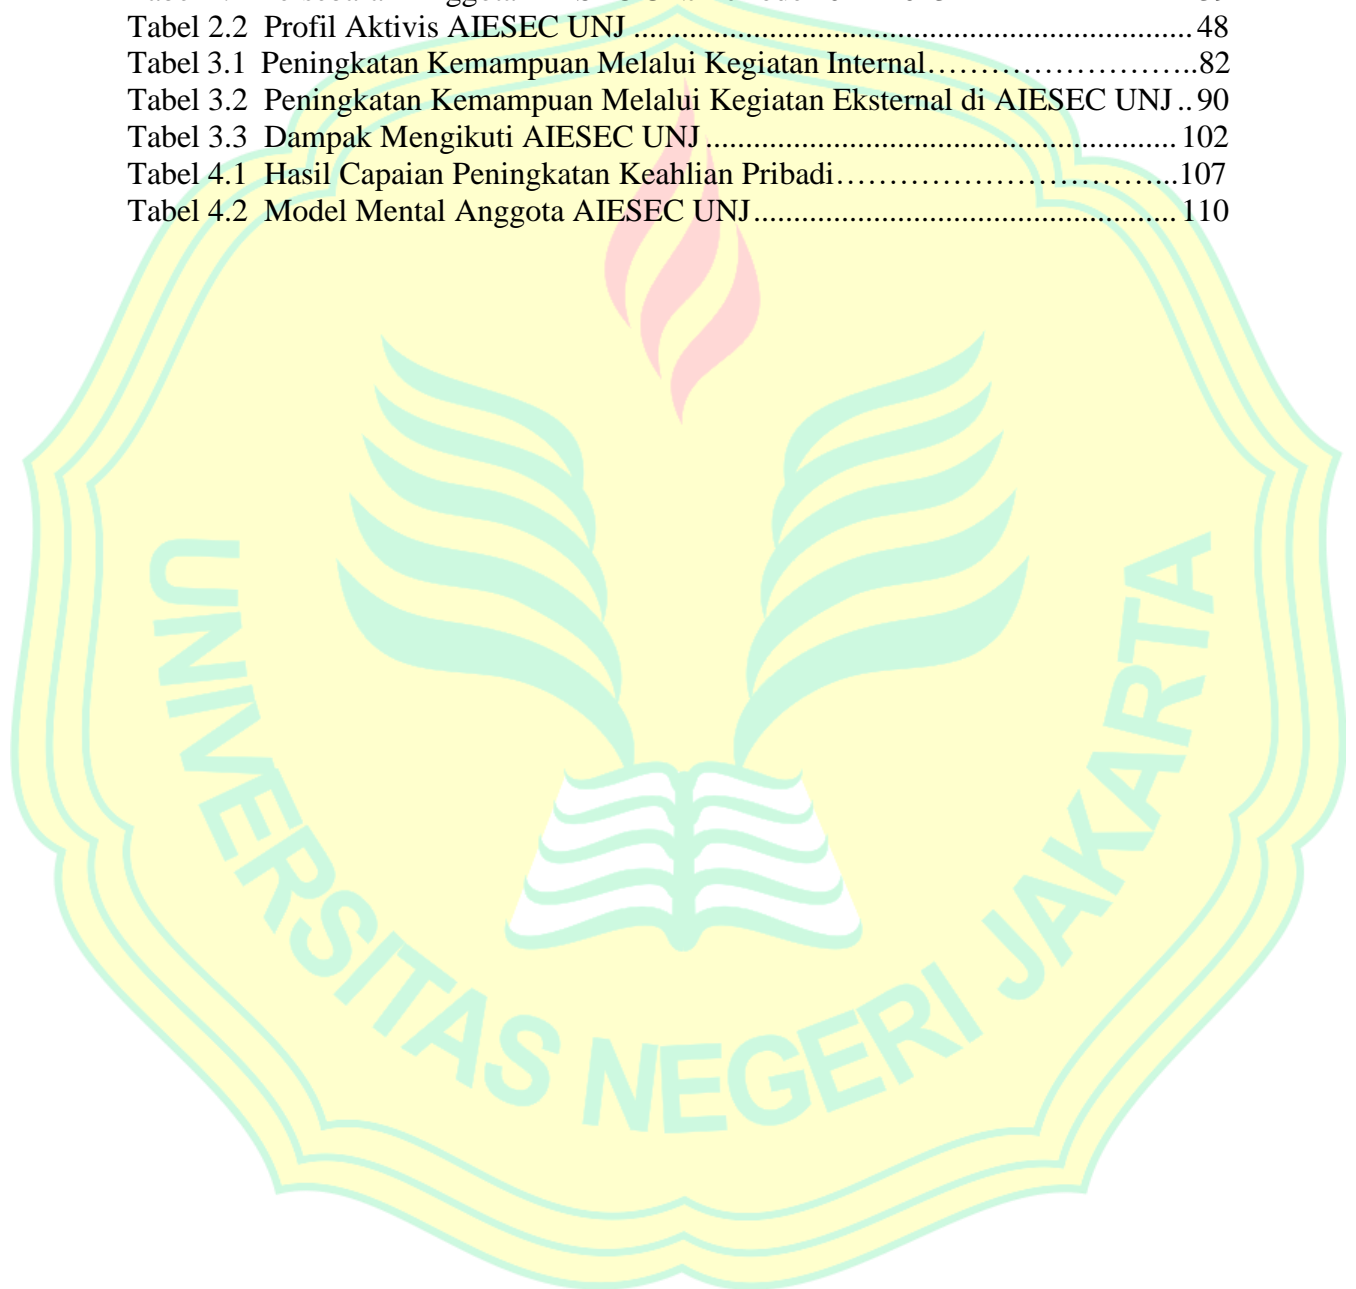 Tabel 2.2 Profil Aktivis AIESEC UNJ ..................................................................... 48
Tabel 3.1 Peningkatan Kemampuan Melalui Kegiatan Internal……………………..82
Tabel 3.2 Peningkatan Kemampuan Melalui Kegiatan Eksternal di AIESEC UNJ .. 90
Tabel 3.3 Dampak Mengikuti AIESEC UNJ .......................................................... 102
Tabel 4.1 Hasil Capaian Peningkatan Keahlian Pribadi…………………………...107
Tabel 4.2 Model Mental Anggota AIESEC UNJ .................................................... 110
UNIVERSITAS NEGERI JAKARTA